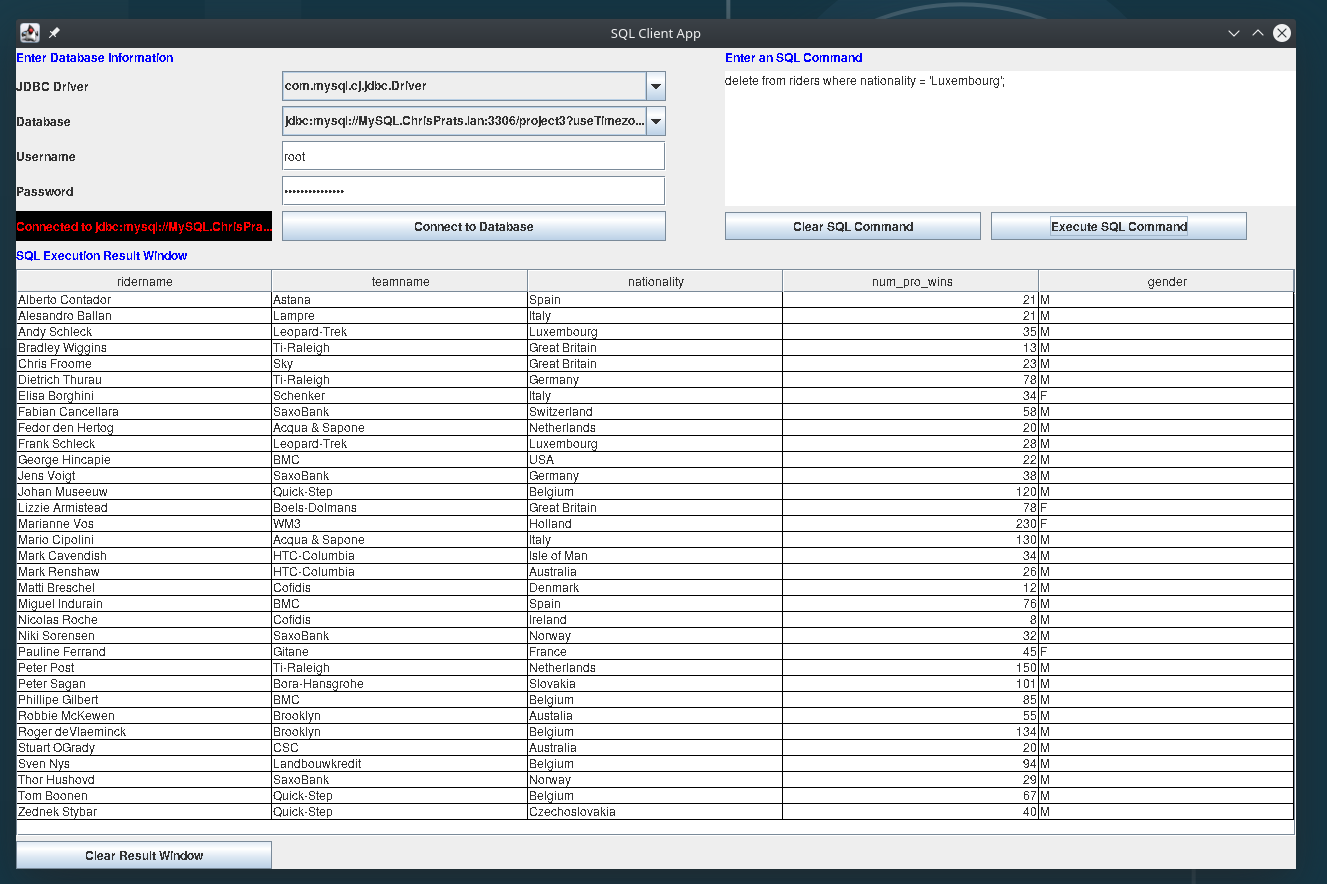 SQL Client App
Enter Database Information
Enter an SQL Command
JDBC Driver
com.mysql.cj.jdbc.Driver
delete from riders where nationality = 'Luxembourg';
Database
jdbc:mysql://MySQL.ChrisPrats.lan:3306/project3?useTimezo...
Username
root
Password
•••••••••••••••
Connected to jdbc:mysql://MySQL.ChrisPra...
Connect to Database
Clear SQL Command
Execute SQL Command
SQL Execution Result Window
ridername teamname nationality num_pro_wins gender
Alberto Contador Astana Spain 21 M
Alesandro Ballan Lampre Italy 21 M
Andy Schleck Leopard-Trek Luxembourg 35 M
Bradley Wiggins Ti-Raleigh Great Britain 13 M
Chris Froome Sky Great Britain 23 M
Dietrich Thurau Ti-Raleigh Germany 78 M
Elisa Borghini Schenker Italy 34 F
Fabian Cancellara SaxoBank Switzerland 58 M
Fedor den Hertog Acqua & Sapone Netherlands 20 M
Frank Schleck Leopard-Trek Luxembourg 28 M
George Hincapie BMC USA 22 M
Jens Voigt SaxoBank Germany 38 M
Johan Museeuw Quick-Step Belgium 120 M
Lizzie Armistead Boels-Dolmans Great Britain 78 F
Marianne Vos WM3 Holland 230 F
Mario Cipolini Acqua & Sapone Italy 130 M
Mark Cavendish HTC-Columbia Isle of Man 34 M
Mark Renshaw HTC-Columbia Australia 26 M
Matti Breschel Cofidis Denmark 12 M
Miguel Indurain BMC Spain 76 M
Nicolas Roche Cofidis Ireland 8 M
Niki Sorensen SaxoBank Norway 32 M
Pauline Ferrand Gitane France 45 F
Peter Post Ti-Raleigh Netherlands 150 M
Peter Sagan Bora-Hansgrohe Slovakia 101 M
Phillipe Gilbert BMC Belgium 85 M
Robbie McKewen Brooklyn Austalia 55 M
Roger deVlaeminck Brooklyn Belgium 134 M
Stuart OGrady CSC Australia 20 M
Sven Nys Landbouwkredit Belgium 94 M
Thor Hushovd SaxoBank Norway 29 M
Tom Boonen Quick-Step Belgium 67 M
Zednek Stybar Quick-Step Czechoslovakia 40 M
Clear Result Window